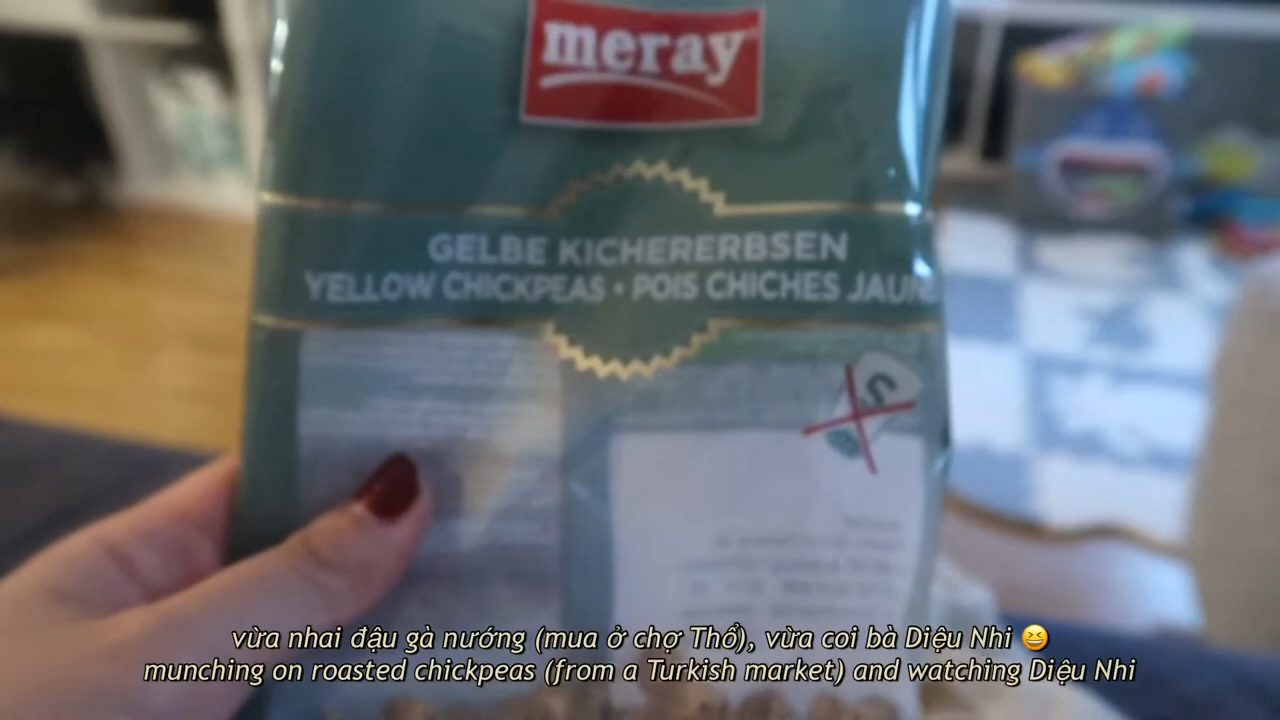 meray
GELBE KICHERERBSEN
YELLOW CHICKPEAS • POIS CHICHES JAUN
vừa nhai đậu gà nướng (mua ở chợ Thổ), vừa coi bà Diệu Nhi 😆
munching on roasted chickpeas (from a Turkish market) and watching Diệu Nhi